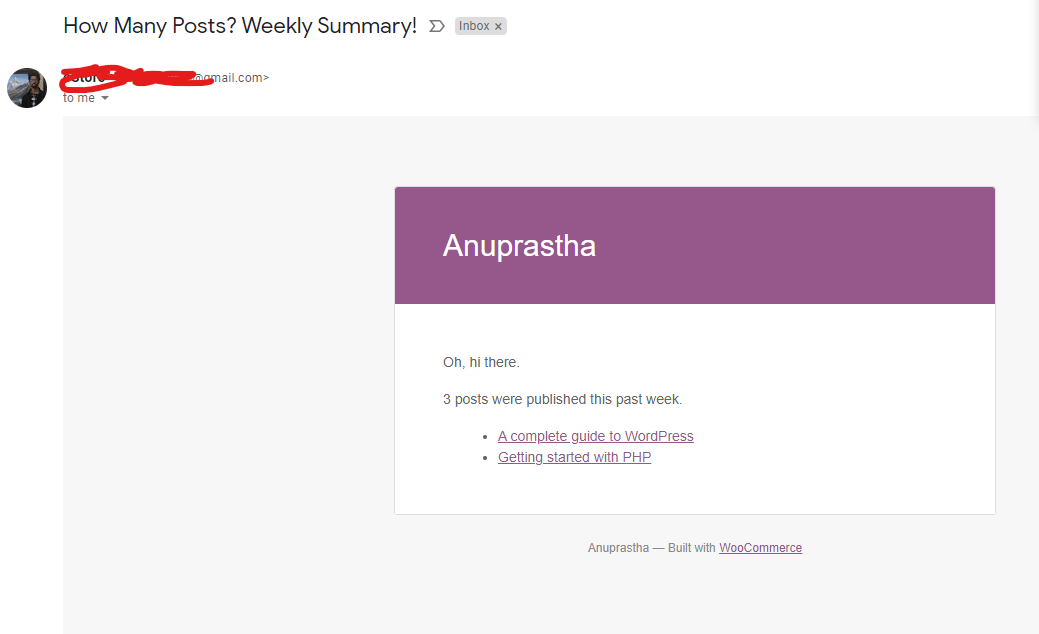 How Many Posts? Weekly Summary!
Inbox ×
@gmail.com>
to me
Anuprastha
Oh, hi there.
3 posts were published this past week.
• A complete guide to WordPress
• Getting started with PHP
Anuprastha — Built with WooCommerce